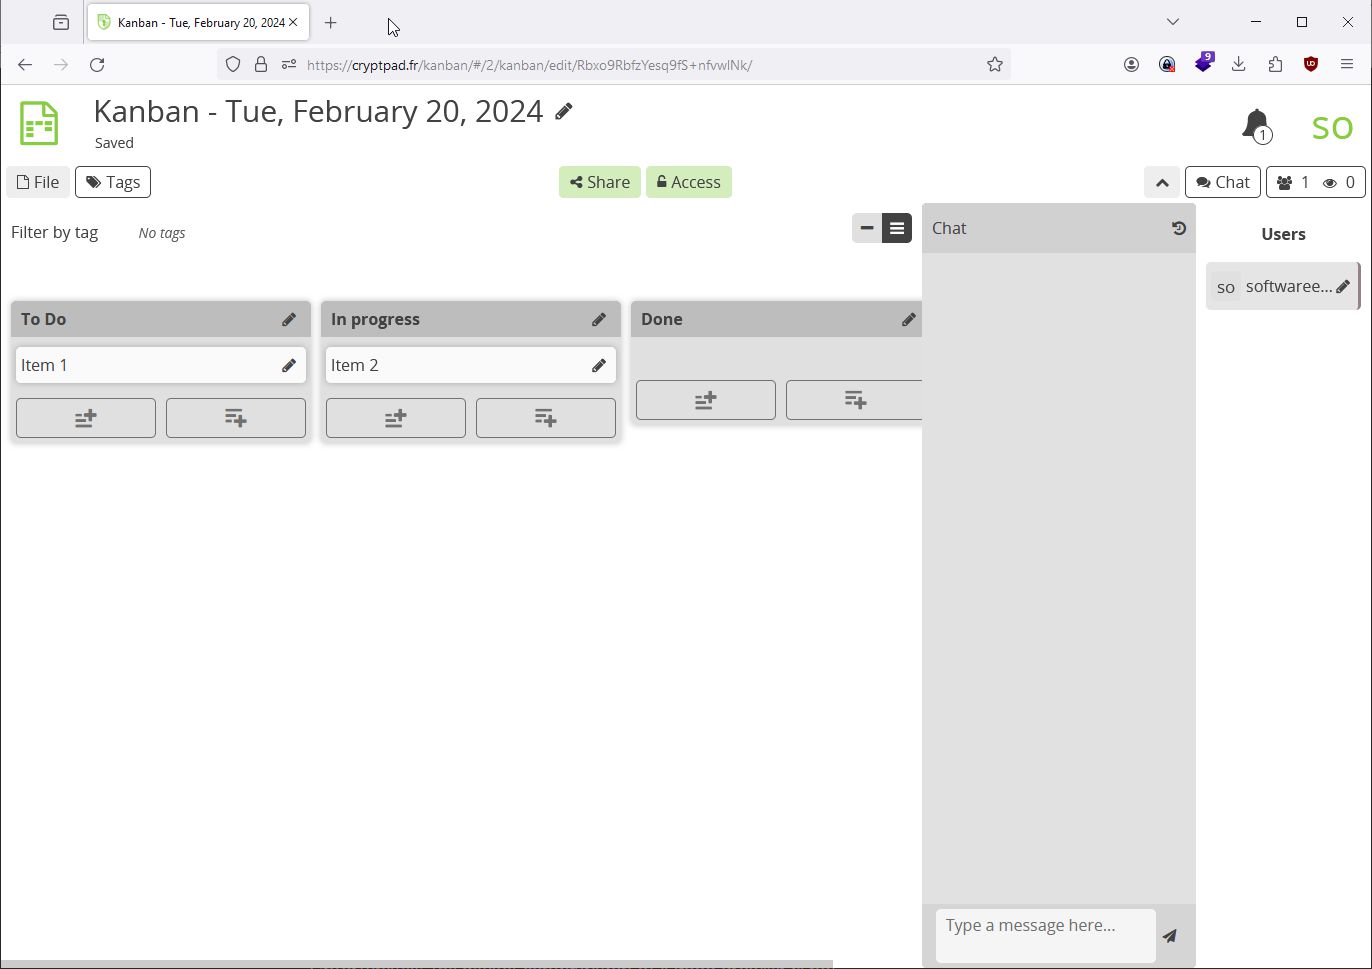 Kanban - Tue, February 20, 2024
9
https://cryptpad.fr/kanban/#/2/kanban/edit/Rbxo9RbfzYesq9fS+nfvwlNk/
Kanban - Tue, February 20, 2024
Saved
1
so
File
Tags
Share
Access
Chat
1
0
Filter by tag
No tags
Chat
Users
so
softwaree...
To Do
In progress
Done
Item 1
Item 2
Type a message here...